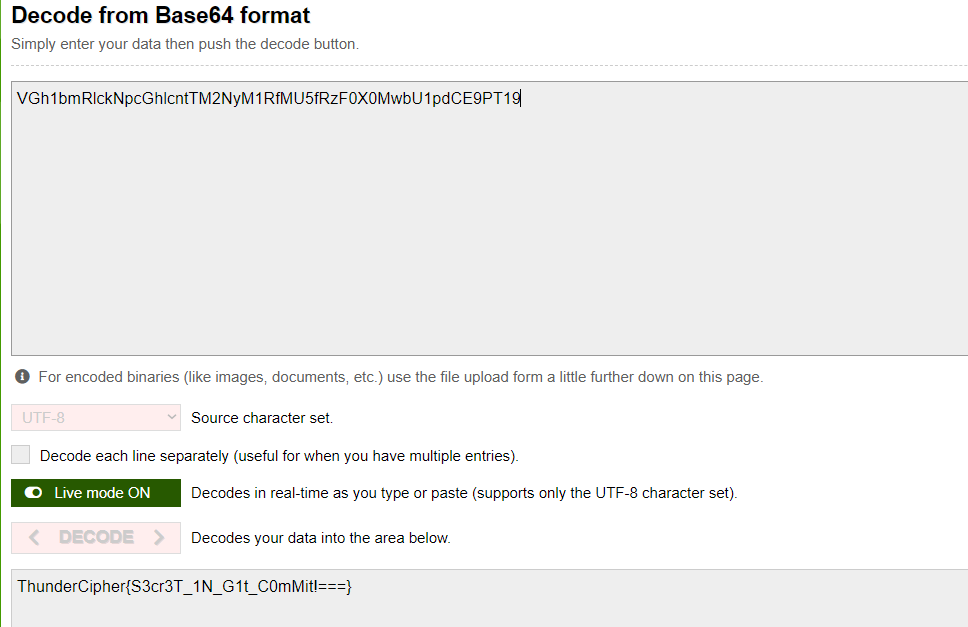 Decode from Base64 format
Simply enter your data then push the decode button.
VGh1bmRlckNpcGhlcntTM2NyM1RfMU5fRzF0X0MwbU1pdCE9PT19
For encoded binaries (like images, documents, etc.) use the file upload form a little further down on this page.
UTF-8 Source character set.
Decode each line separately (useful for when you have multiple entries).
Live mode ON Decodes in real-time as you type or paste (supports only the UTF-8 character set).
< DECODE > Decodes your data into the area below.
ThunderCipher{S3cr3T_1N_G1t_C0mMit!===}